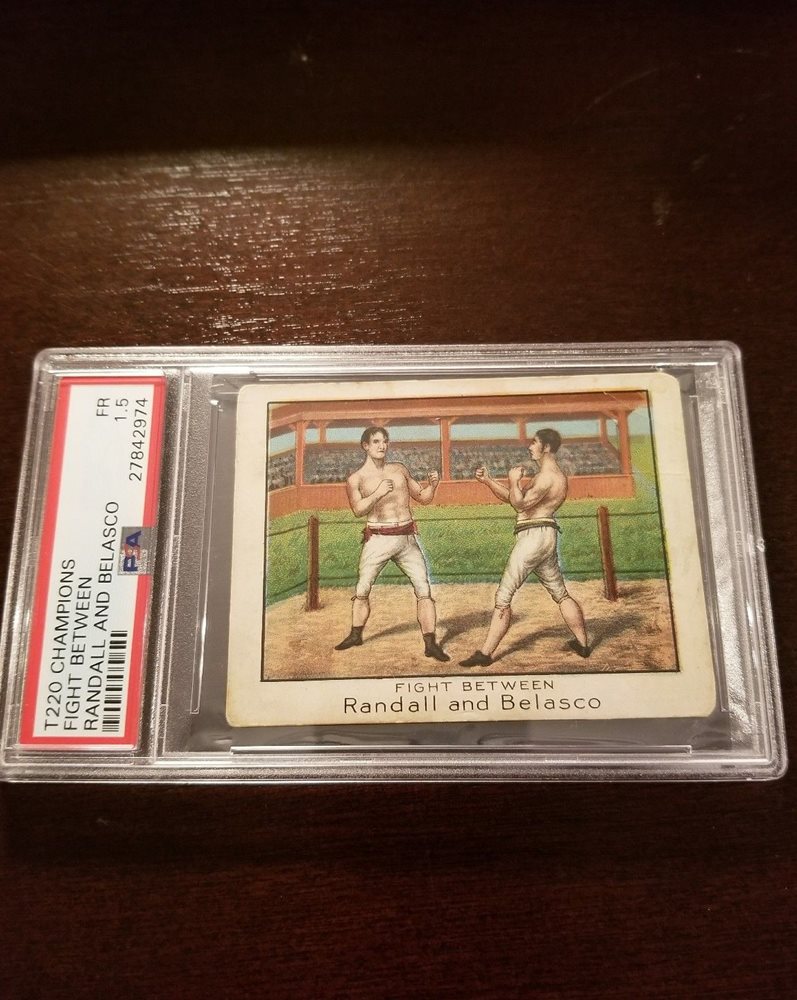 T220 CHAMPIONS
FIGHT BETWEEN
RANDALL AND BELASCO
FR
1.5
27842974
PSA
FIGHT BETWEEN
Randall and Belasco